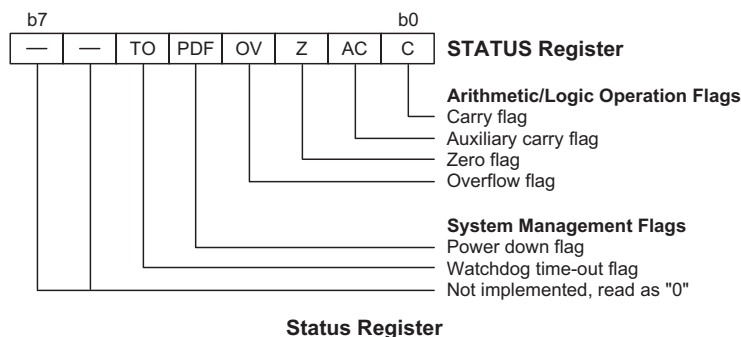 b7 b0
— — TO PDF OV Z AC C STATUS Register
Arithmetic/Logic Operation Flags
Carry flag
Auxiliary carry flag
Zero flag
Overflow flag
System Management Flags
Power down flag
Watchdog time-out flag
Not implemented, read as "0"
Status Register